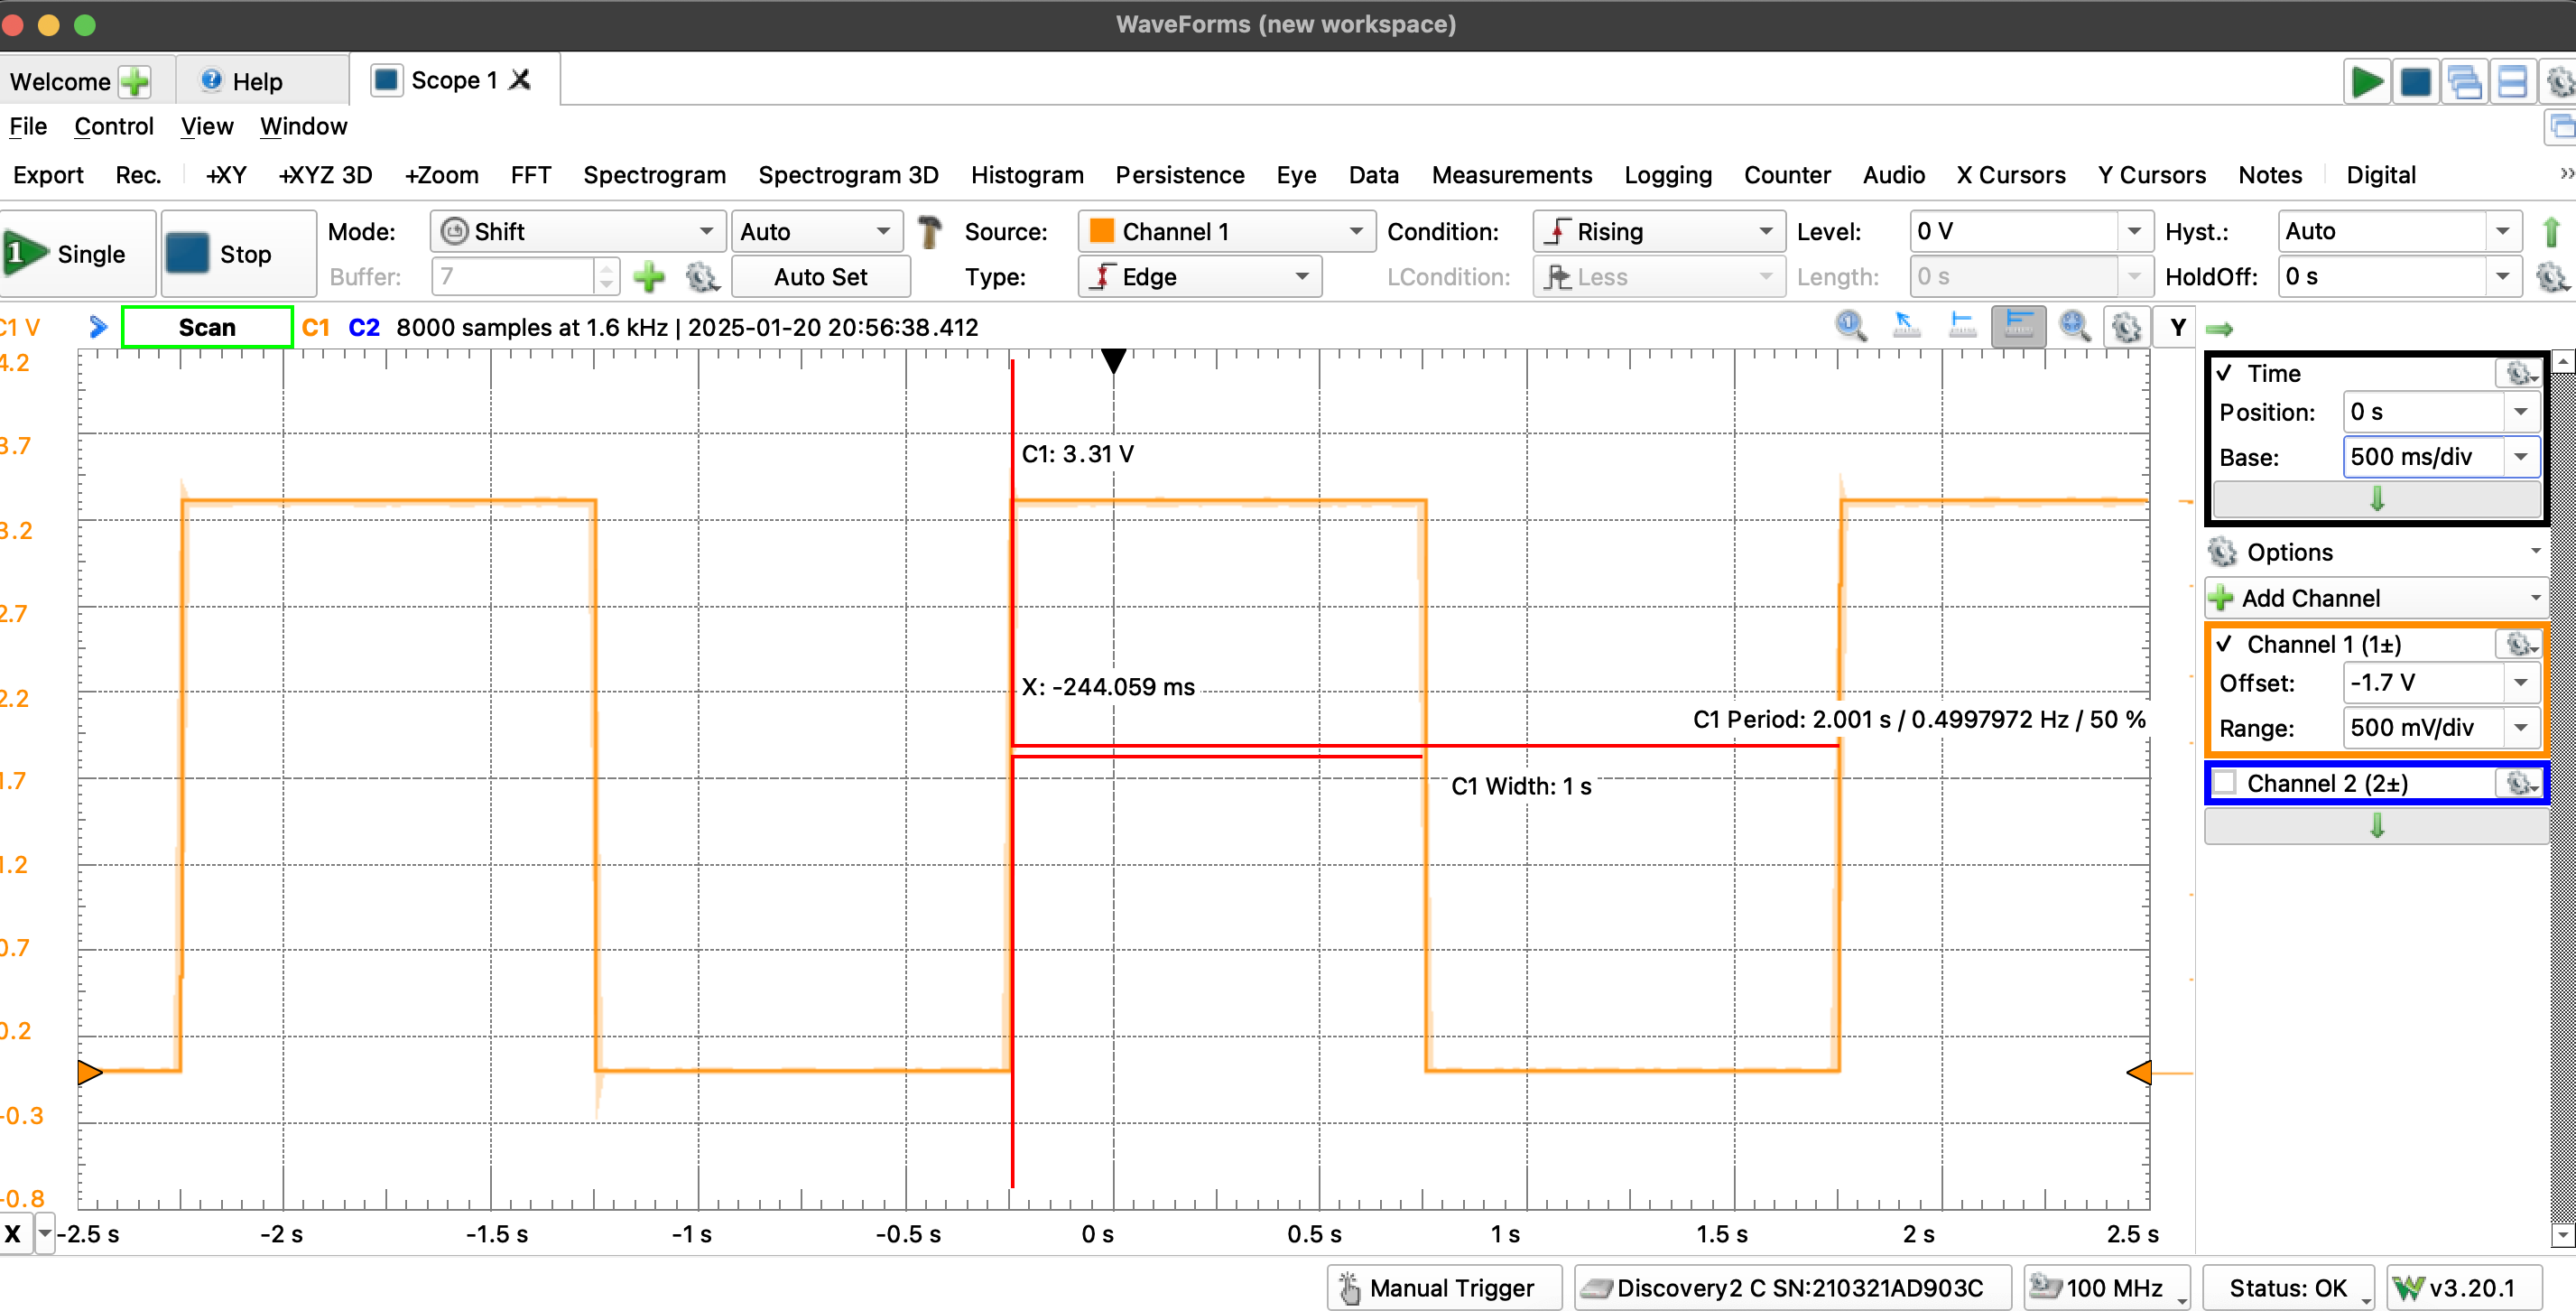 WaveForms (new workspace)
Welcome Help Scope 1
File Control View Window
Export Rec. +XY +XYZ 3D +Zoom FFT Spectrogram Spectrogram 3D Histogram Persistence Eye Data Measurements Logging Counter Audio X Cursors Y Cursors Notes Digital »
1 Single Stop Mode: Shift Auto Source: Channel 1 Condition: Rising Level: 0 V Hyst.: Auto
Buffer: 7 Auto Set Type: Edge LCondition: Less Length: 0 s HoldOff: 0 s
C1 V Scan C1 C2 8000 samples at 1.6 kHz | 2025-01-20 20:56:38.412 Y
4.2
3.7
3.2
2.7
2.2
1.7
1.2
0.7
0.2
-0.3
-0.8
C1: 3.31 V
X: -244.059 ms
C1 Period: 2.001 s / 0.4997972 Hz / 50 %
C1 Width: 1 s
X -2.5 s -2 s -1.5 s -1 s -0.5 s 0 s 0.5 s 1 s 1.5 s 2 s 2.5 s
Time
Position: 0 s
Base: 500 ms/div
Options
Add Channel
Channel 1 (1±)
Offset: -1.7 V
Range: 500 mV/div
Channel 2 (2±)
Manual Trigger Discovery2 C SN:210321AD903C 100 MHz Status: OK v3.20.1